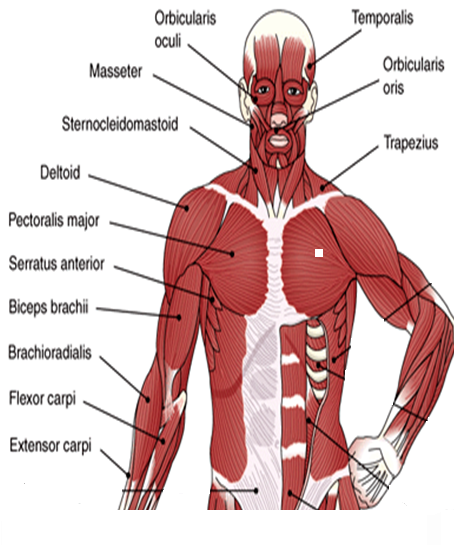 Orbicularis
oculi
Temporalis
Masseter
Orbicularis
oris
Sternocleidomastoid
Trapezius
Deltoid
Pectoralis major
Serratus anterior
Biceps brachii
Brachioradialis
Flexor carpi
Extensor carpi